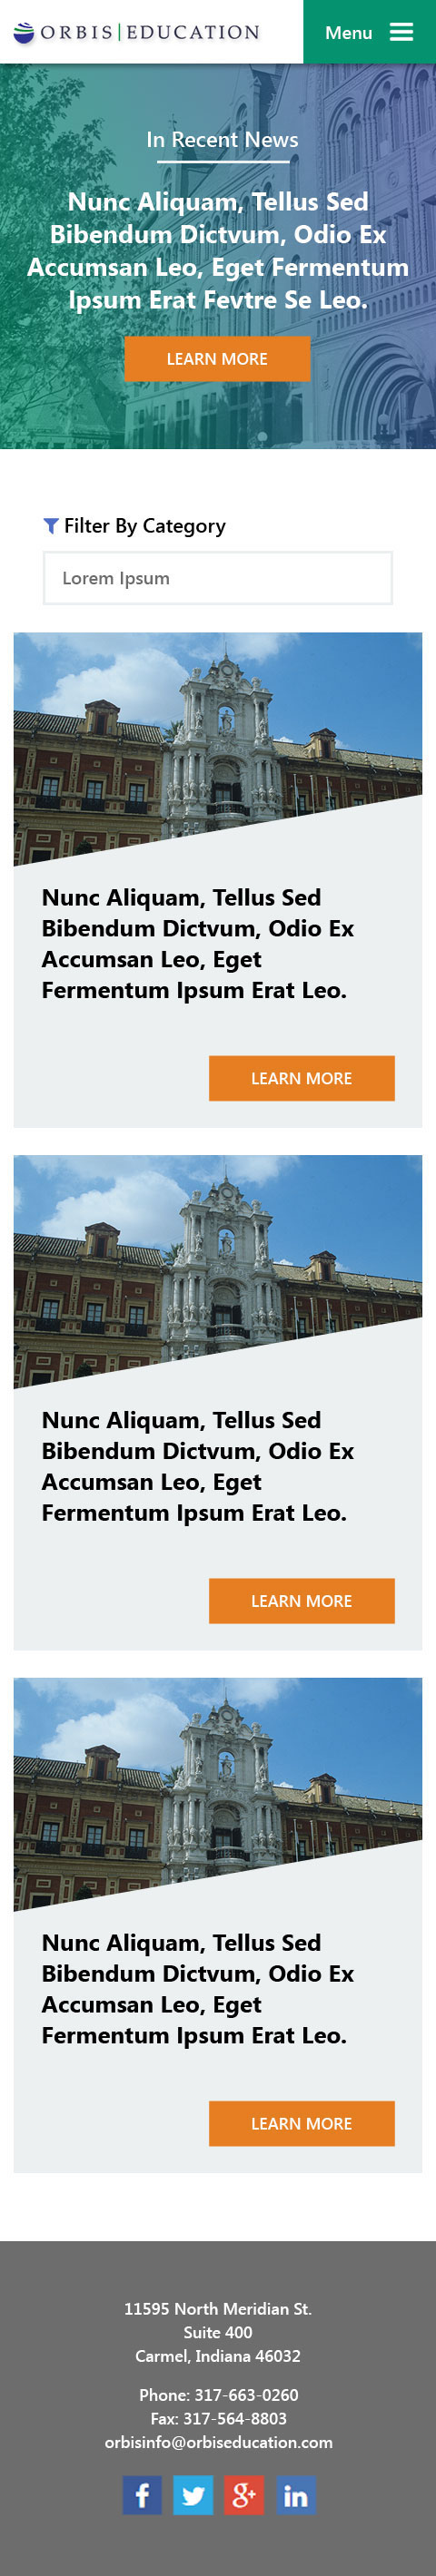 ORBIS|EDUCATION
Menu
In Recent News
Nunc Aliquam, Tellus Sed
Bibendum Dictvum, Odio Ex
Accumsan Leo, Eget Fermentum
Ipsum Erat Fevtre Se Leo.
LEARN MORE
Filter By Category
Lorem Ipsum
Nunc Aliquam, Tellus Sed
Bibendum Dictvum, Odio Ex
Accumsan Leo, Eget
Fermentum Ipsum Erat Leo.
LEARN MORE
Nunc Aliquam, Tellus Sed
Bibendum Dictvum, Odio Ex
Accumsan Leo, Eget
Fermentum Ipsum Erat Leo.
LEARN MORE
Nunc Aliquam, Tellus Sed
Bibendum Dictvum, Odio Ex
Accumsan Leo, Eget
Fermentum Ipsum Erat Leo.
LEARN MORE
11595 North Meridian St.
Suite 400
Carmel, Indiana 46032
Phone: 317-663-0260
Fax: 317-564-8803
orbisinfo@orbiseducation.com
f g+ in